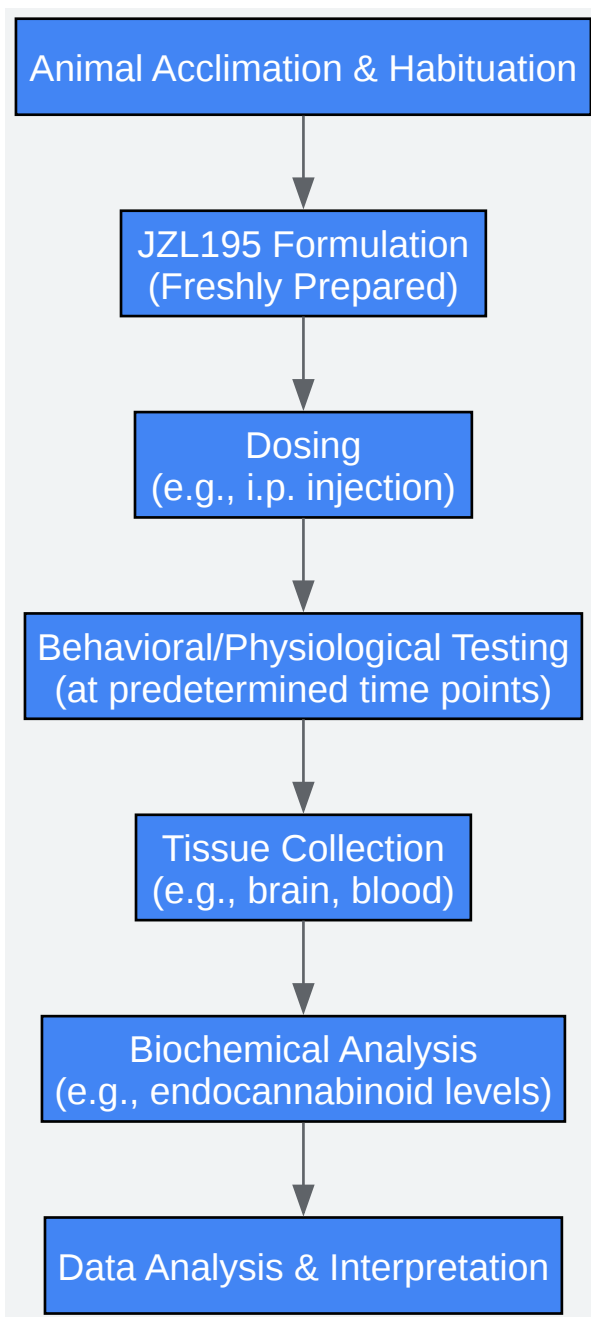 Animal Acclimation & Habituation
JZL195 Formulation
(Freshly Prepared)
Dosing
(e.g., i.p. injection)
Behavioral/Physiological Testing
(at predetermined time points)
Tissue Collection
(e.g., brain, blood)
Biochemical Analysis
(e.g., endocannabinoid levels)
Data Analysis & Interpretation